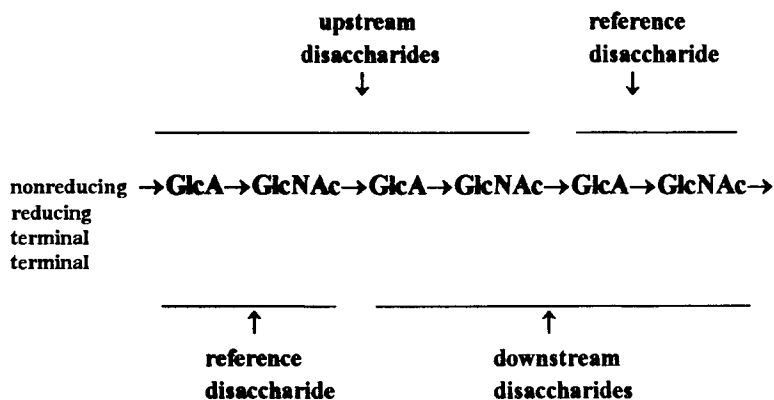 upstream
disaccharides
↓
reference
disaccharide
↓
nonreducing →GlcA→GlcNAc→GlcA→GlcNAc→GlcA→GlcNAc→
reducing
terminal
terminal
↑
reference
disaccharide
↑
downstream
disaccharides